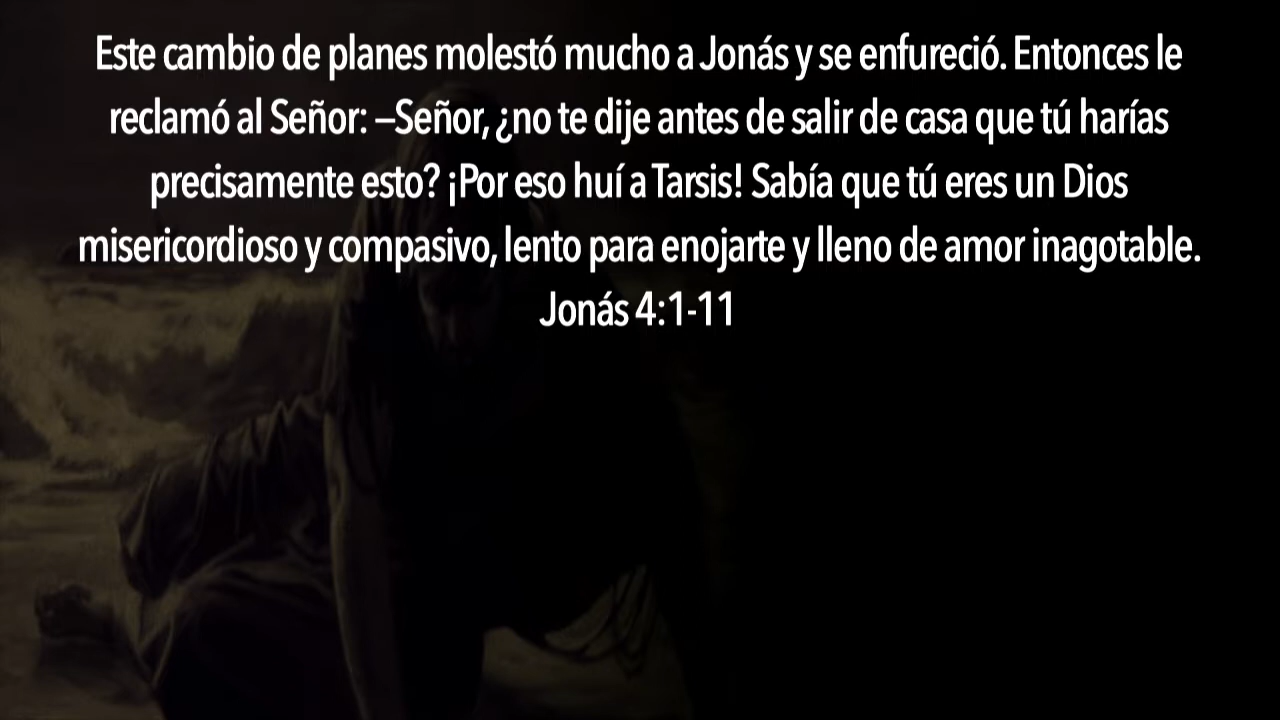 Este cambio de planes molestó mucho a Jonás y se enfureció. Entonces le
reclamó al Señor: –Señor, ¿no te dije antes de salir de casa que tú harías
precisamente esto? ¡Por eso huí a Tarsis! Sabía que tú eres un Dios
misericordioso y compasivo, lento para enojarte y lleno de amor inagotable.
Jonás 4:1-11